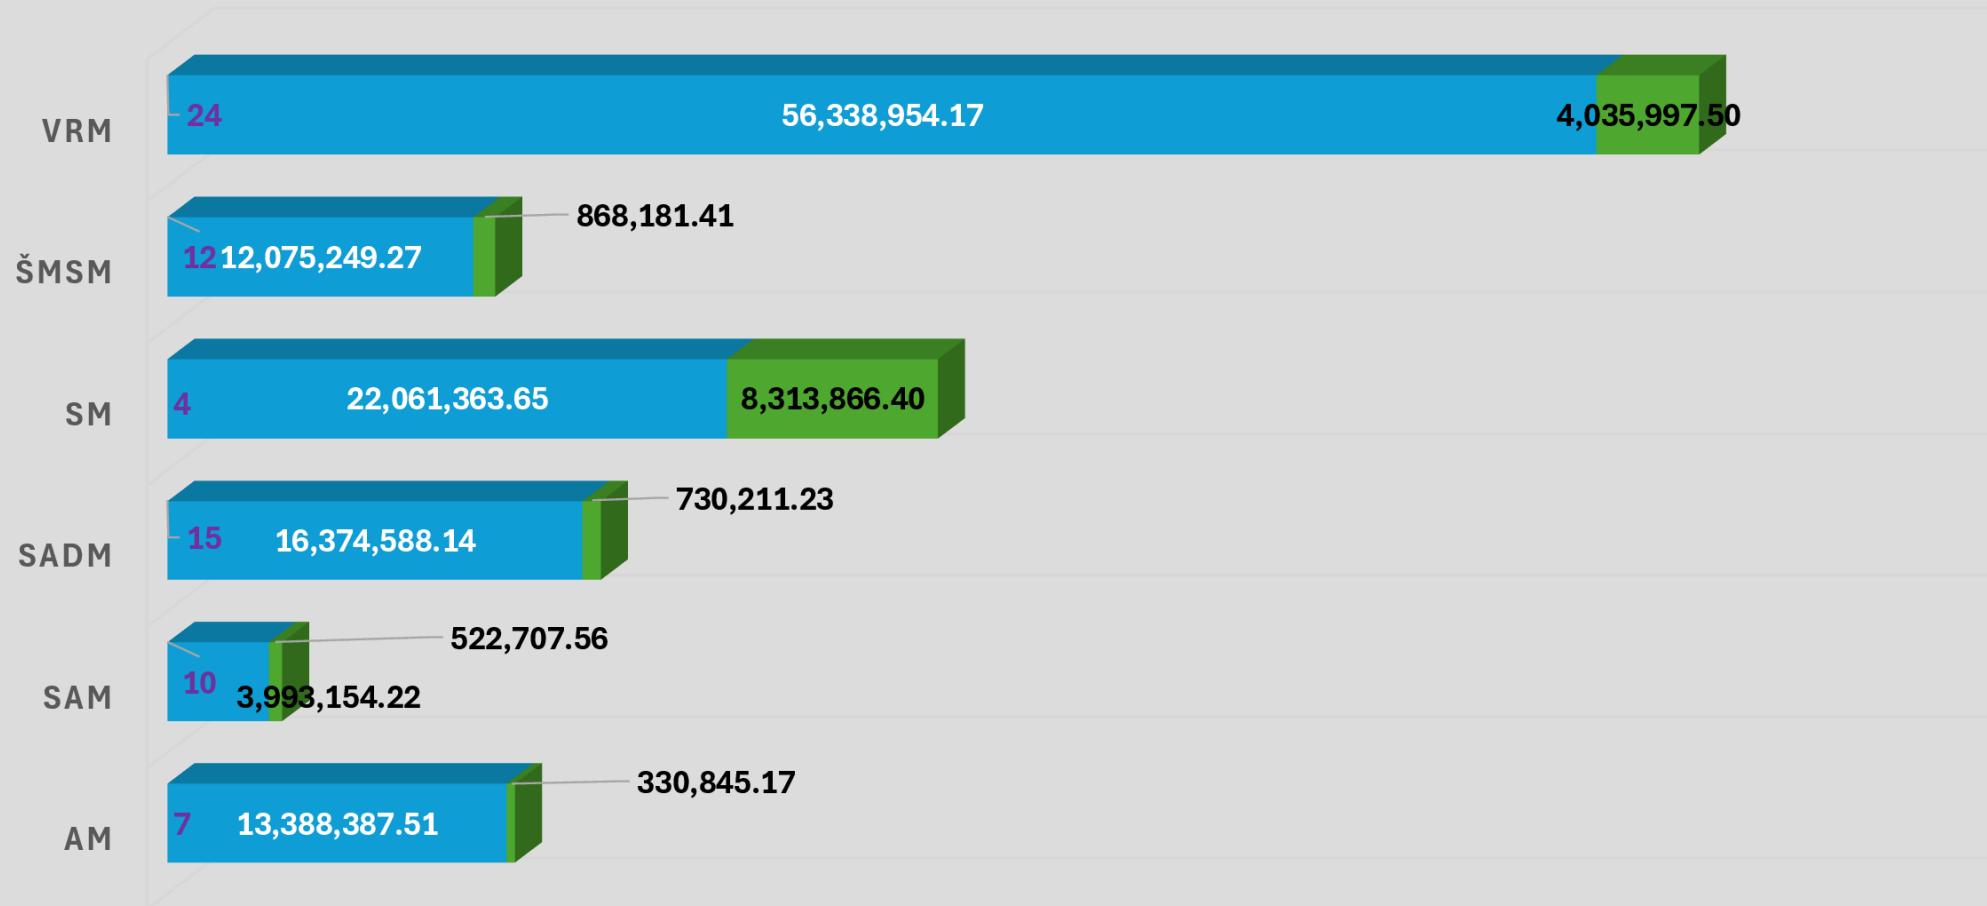 VRM 24 56,338,954.17 4,035,997.50
868,181.41
ŠMSM 12 12,075,249.27
SM 4 22,061,363.65 8,313,866.40
730,211.23
SADM 15 16,374,588.14
522,707.56
SAM 10 3,993,154.22
330,845.17
AM 7 13,388,387.51